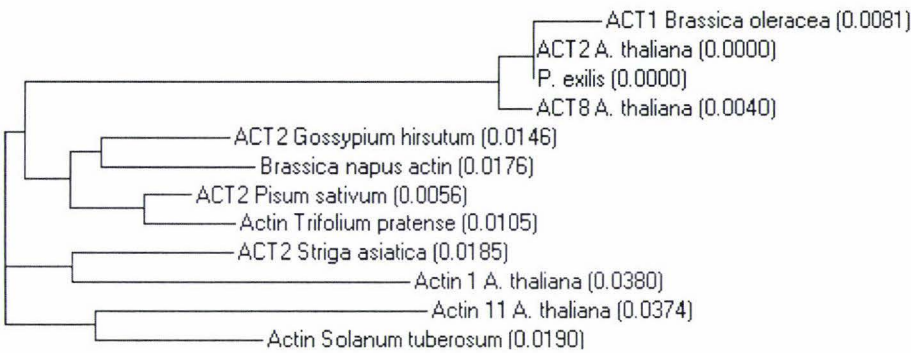 ACT1 Brassica oleracea (0.0081)
ACT2 A. thaliana (0.0000)
P. exilis (0.0000)
ACT8 A. thaliana (0.0040)
ACT2 Gossypium hirsutum (0.0146)
Brassica napus actin (0.0176)
ACT2 Pisum sativum (0.0056)
Actin Trifolium pratense (0.0105)
ACT2 Striga asiatica (0.0185)
Actin 1 A. thaliana (0.0380)
Actin 11 A. thaliana (0.0374)
Actin Solanum tuberosum (0.0190)